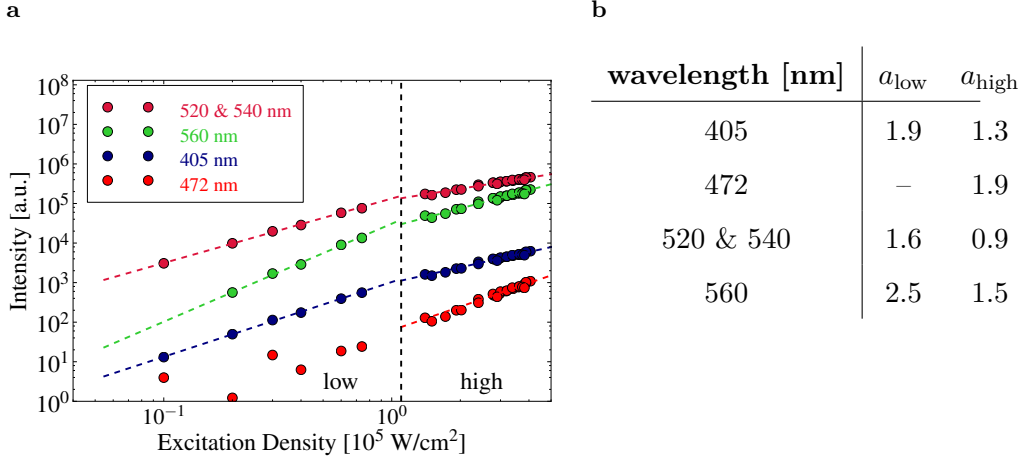 a
10^8
10^7
10^6
10^5
10^4
10^3
10^2
10^1
10^0
Intensity [a.u.]
520 & 540 nm
560 nm
405 nm
472 nm
low
high
10^-1
10^0
Excitation Density [10^5 W/cm^2]
b
wavelength [nm] a_low a_high
405 1.9 1.3
472 – 1.9
520 & 540 1.6 0.9
560 2.5 1.5